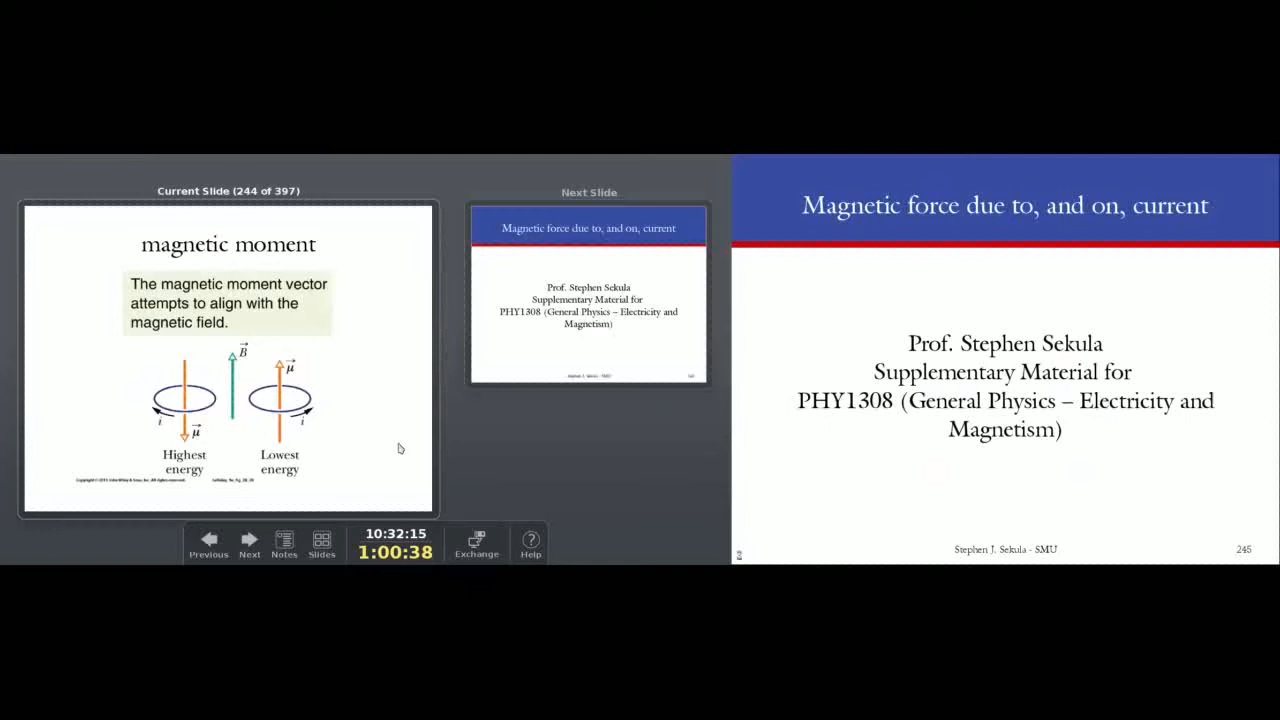 Current Slide (244 of 397)
magnetic moment
The magnetic moment vector
attempts to align with the
magnetic field.
B
μ
i
i
μ
Highest
energy
Lowest
energy
Next Slide
Magnetic force due to, and on, current
Prof. Stephen Sekula
Supplementary Material for
PHY1308 (General Physics – Electricity and
Magnetism)
Stephen J. Sekula - SMU
245
Previous
Next
Notes
Slides
10:32:15
1:00:38
Exchange
Help
Magnetic force due to, and on, current
Prof. Stephen Sekula
Supplementary Material for
PHY1308 (General Physics – Electricity and
Magnetism)
Stephen J. Sekula - SMU
245